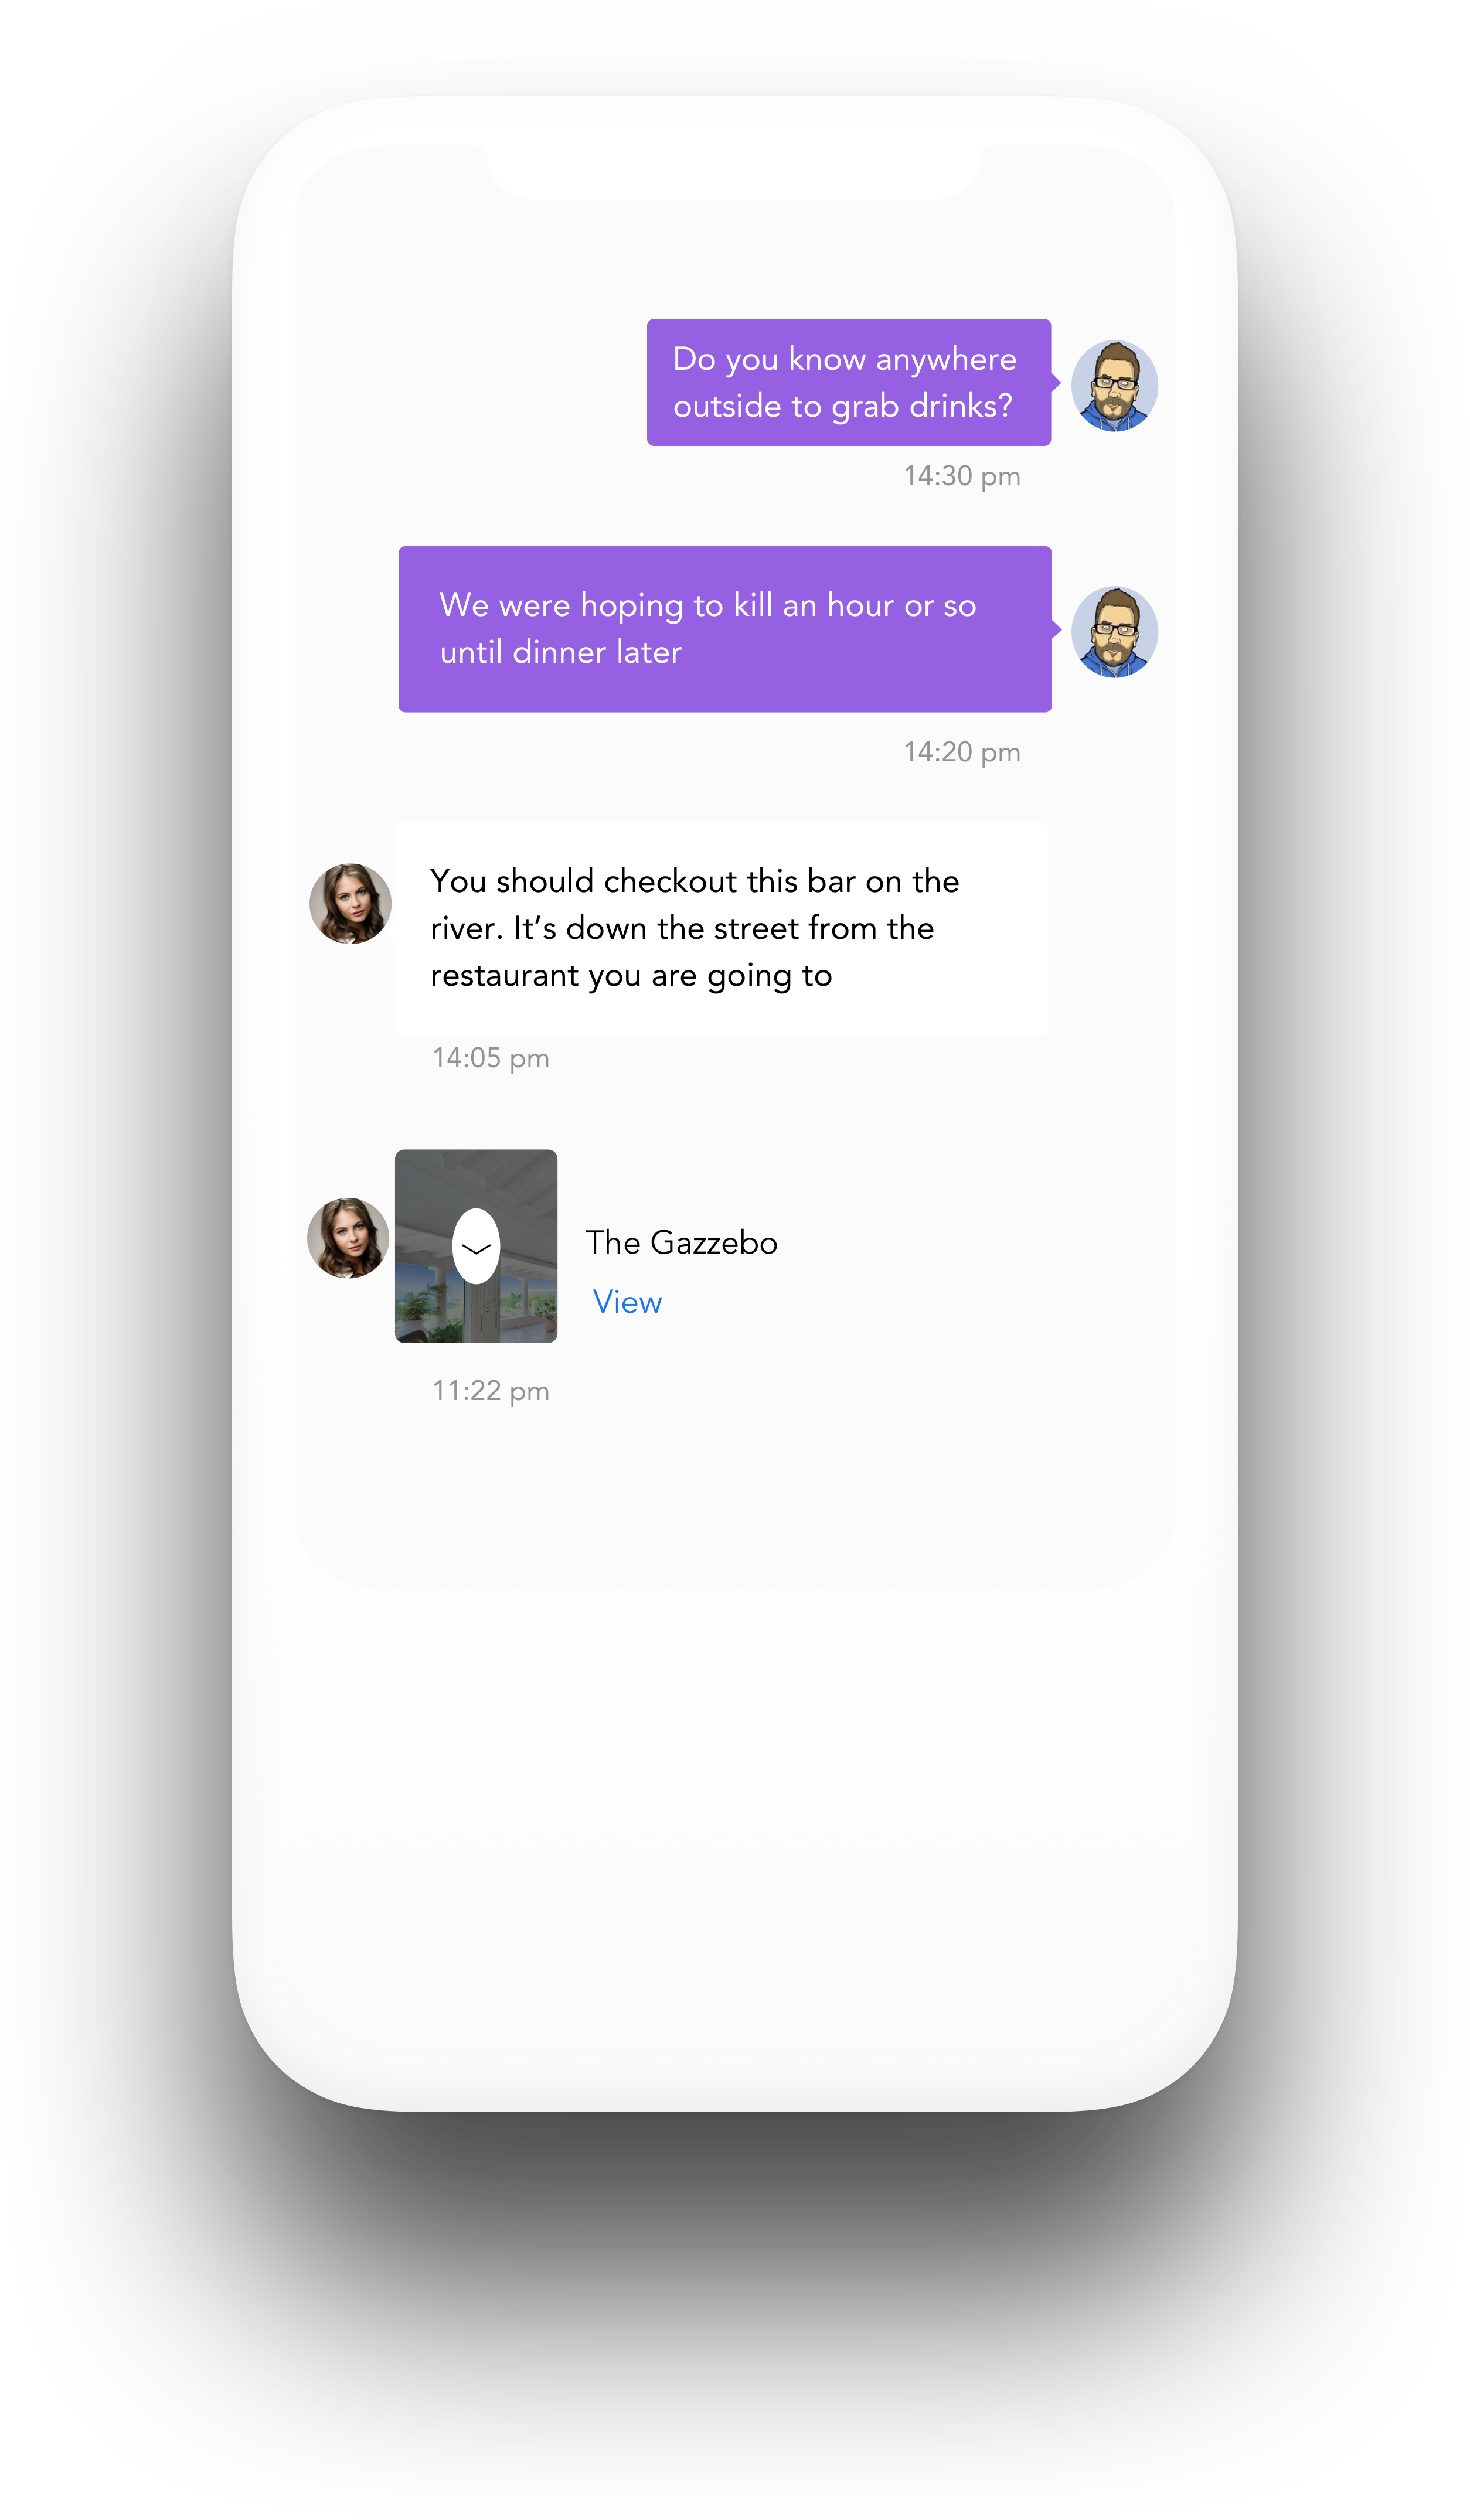 Do you know anywhere
outside to grab drinks?
14:30 pm
We were hoping to kill an hour or so
until dinner later
14:20 pm
You should checkout this bar on the
river. It’s down the street from the
restaurant you are going to
14:05 pm
The Gazzebo
View
11:22 pm